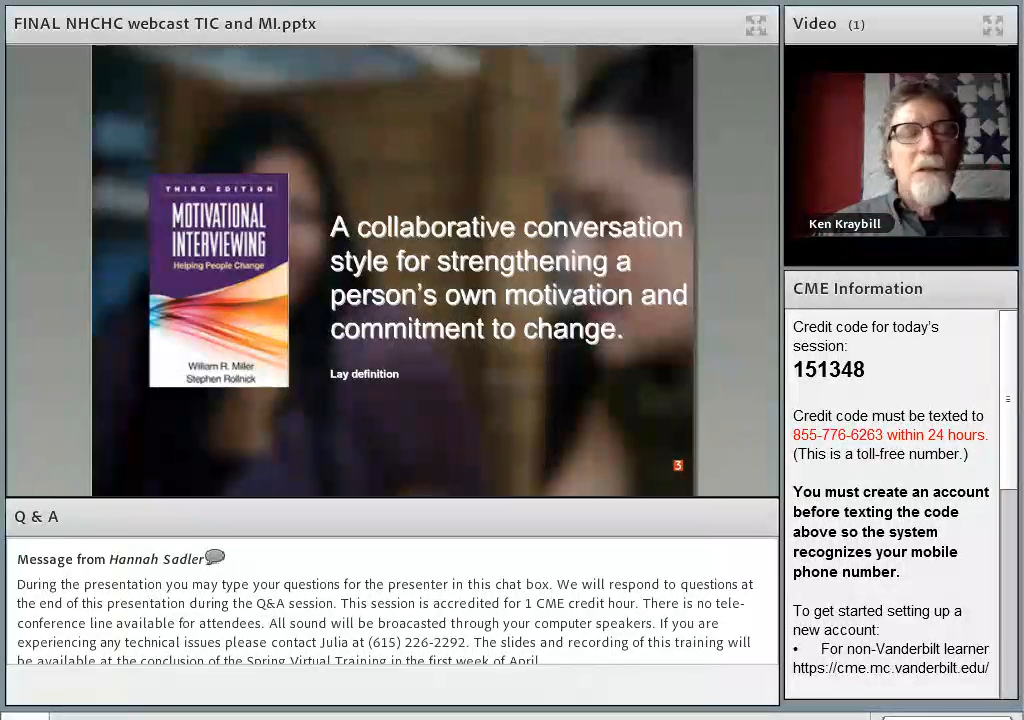 FINAL NHCHC webcast TIC and MI.pptx
THIRD EDITION
MOTIVATIONAL
INTERVIEWING
Helping People Change
William R. Miller
Stephen Rollnick
A collaborative conversation
style for strengthening a
person's own motivation and
commitment to change.
Lay definition
3
Q & A
Message from Hannah Sadler
During the presentation you may type your questions for the presenter in this chat box. We will respond to questions at
the end of this presentation during the Q&A session. This session is accredited for 1 CME credit hour. There is no tele-
conference line available for attendees. All sound will be broacasted through your computer speakers. If you are
experiencing any technical issues please contact Julia at (615) 226-2292. The slides and recording of this training will
be available at the conclusion of the Spring Virtual Training in the first week of April.
Video (1)
Ken Kraybill
CME Information
Credit code for today's
session:
151348
Credit code must be texted to
855-776-6263 within 24 hours.
(This is a toll-free number.)
You must create an account
before texting the code
above so the system
recognizes your mobile
phone number.
To get started setting up a
new account:
• For non-Vanderbilt learner
https://cme.mc.vanderbilt.edu/